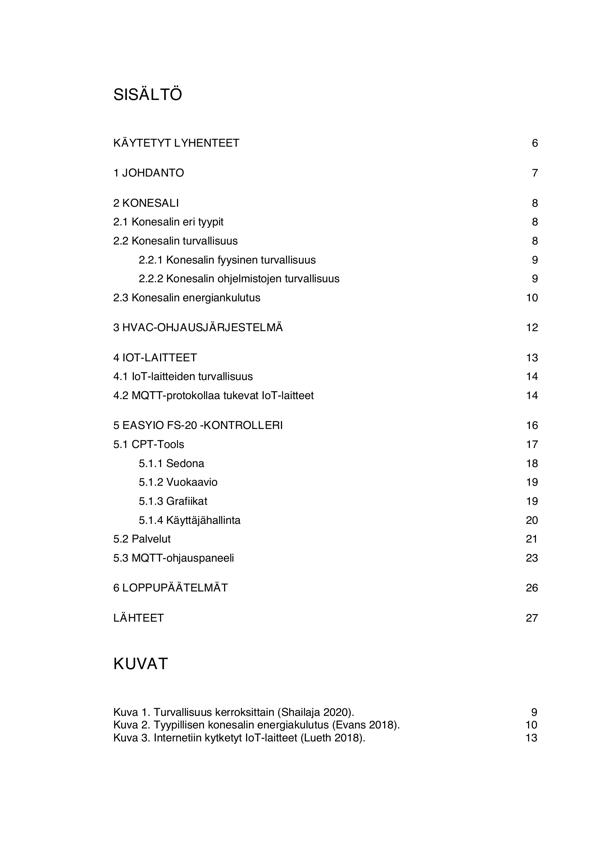 SISÄLTÖ
KÄYTETYT LYHENTEET 6
1 JOHDANTO 7
2 KONESALI 8
2.1 Konesalin eri tyypit 8
2.2 Konesalin turvallisuus 8
2.2.1 Konesalin fyysinen turvallisuus 9
2.2.2 Konesalin ohjelmistojen turvallisuus 9
2.3 Konesalin energiankulutus 10
3 HVAC-OHJAUSJÄRJESTELMÄ 12
4 IOT-LAITTEET 13
4.1 IoT-laitteiden turvallisuus 14
4.2 MQTT-protokollaa tukevat IoT-laitteet 14
5 EASYIO FS-20 -KONTROLLERI 16
5.1 CPT-Tools 17
5.1.1 Sedona 18
5.1.2 Vuokaavio 19
5.1.3 Grafiikat 19
5.1.4 Käyttäjähallinta 20
5.2 Palvelut 21
5.3 MQTT-ohjauspaneeli 23
6 LOPPUPÄÄTELMÄT 26
LÄHTEET 27
KUVAT
Kuva 1. Turvallisuus kerroksittain (Shailaja 2020). 9
Kuva 2. Tyypillisen konesalin energiakulutus (Evans 2018). 10
Kuva 3. Internetiin kytketyt IoT-laitteet (Lueth 2018). 13